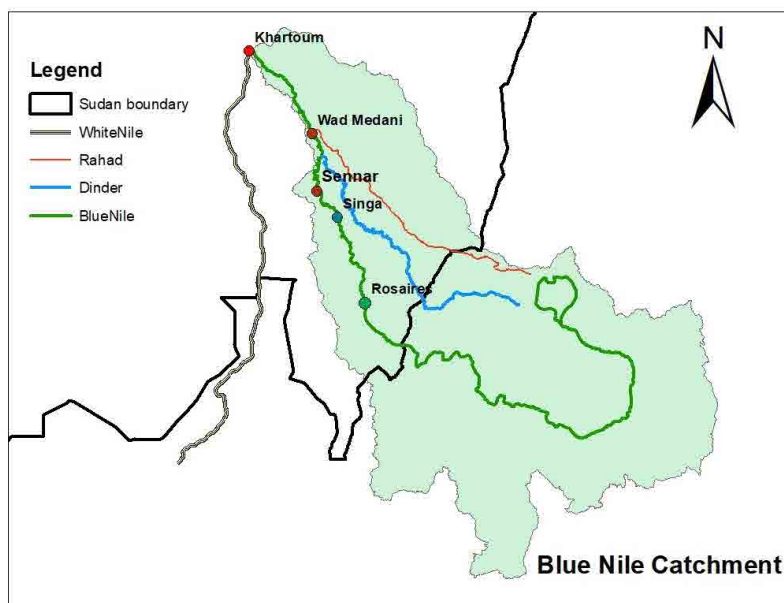 Khartoum
N
Legend
Sudan boundary
WhiteNile
Rahad
Dinder
BlueNile
Wad Medani
Sennar
Singa
Rosaires
Blue Nile Catchment